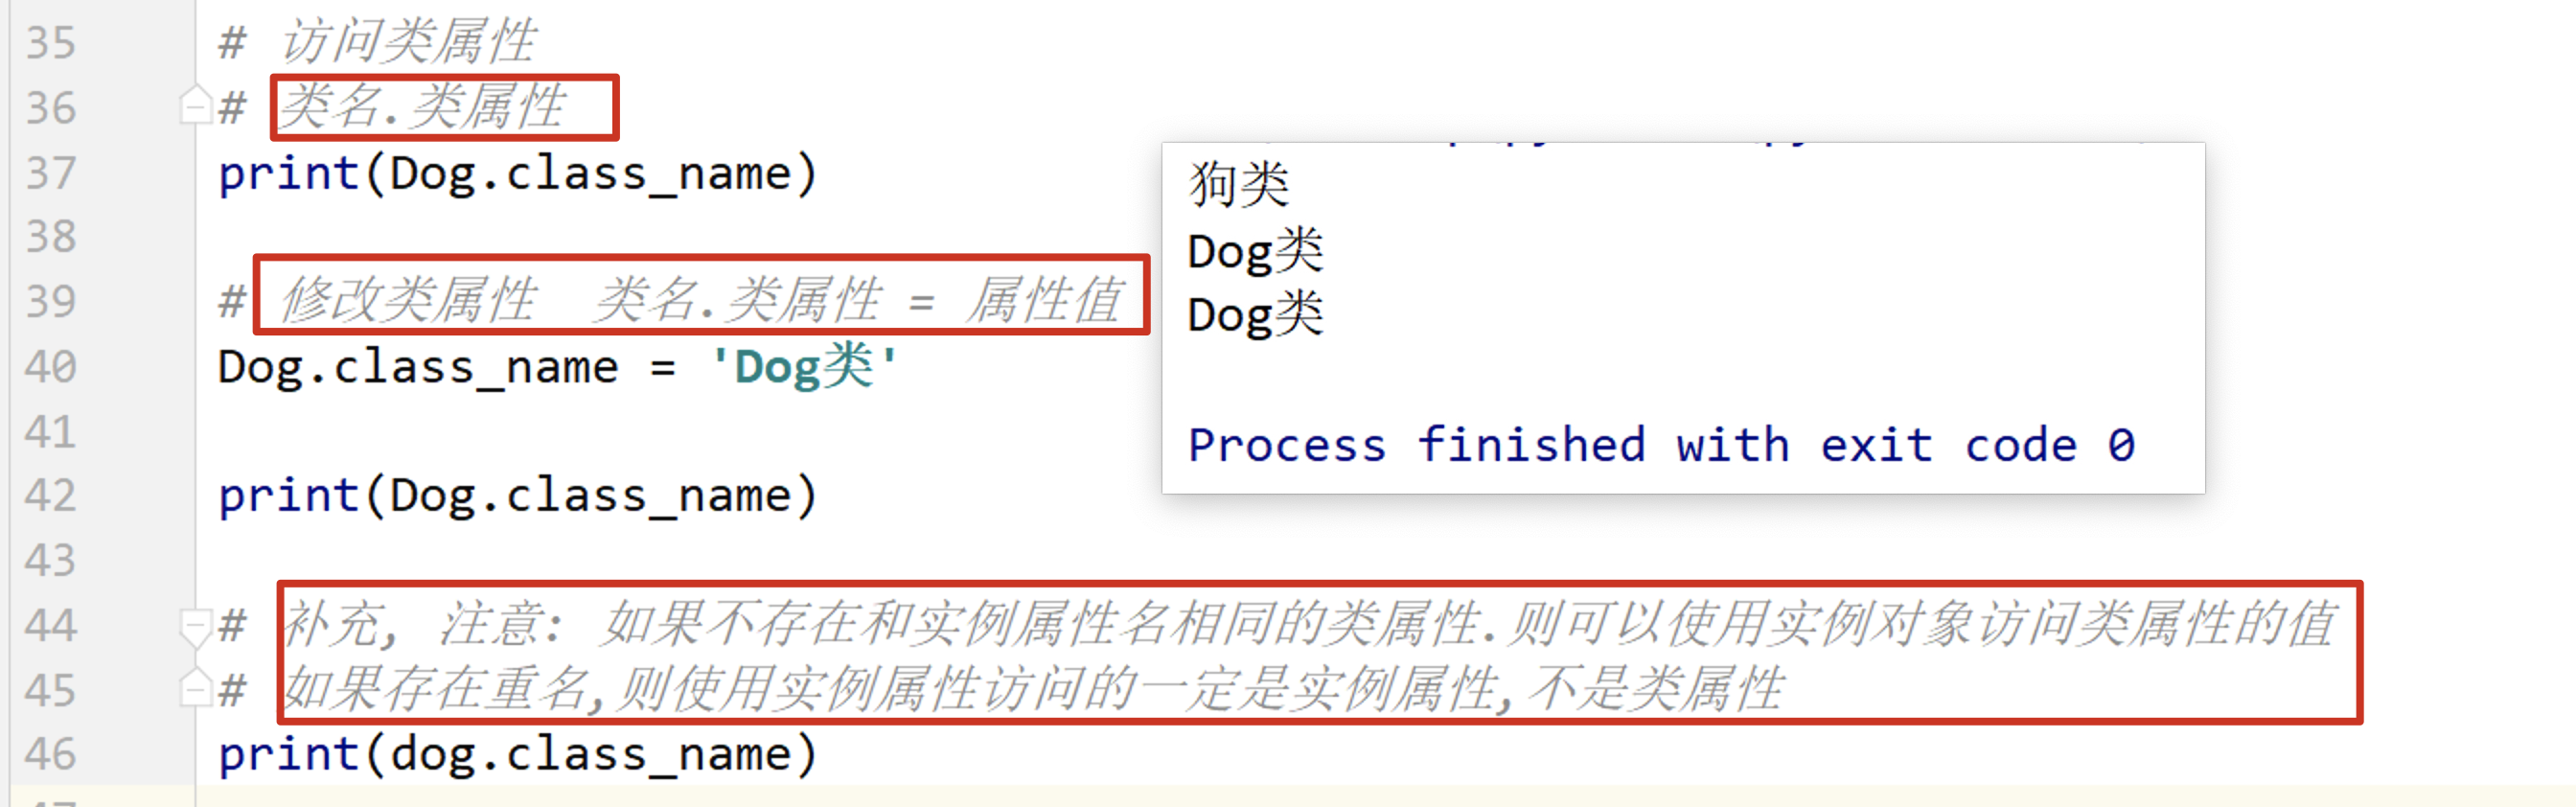 35 # 访问类属性
36 # 类名.类属性
37 print(Dog.class_name)
38
39 # 修改类属性 类名.类属性 = 属性值
40 Dog.class_name = 'Dog类'
41
42 print(Dog.class_name)
43
44 # 补充, 注意: 如果不存在和实例属性名相同的类属性.则可以使用实例对象访问类属性的值
45 # 如果存在重名,则使用实例属性访问的一定是实例属性,不是类属性
46 print(dog.class_name)
狗类
Dog类
Dog类
Process finished with exit code 0